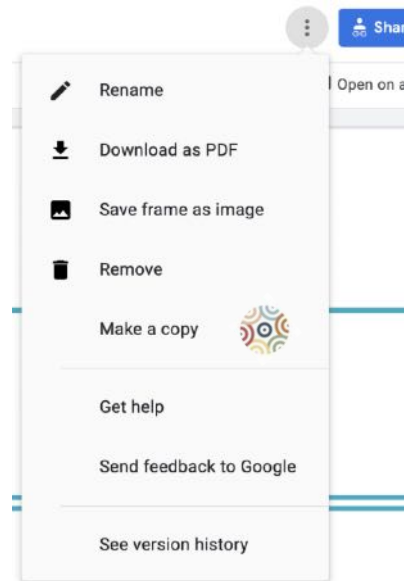 Shar
Open on a
Rename
Download as PDF
Save frame as image
Remove
Make a copy
Get help
Send feedback to Google
See version history